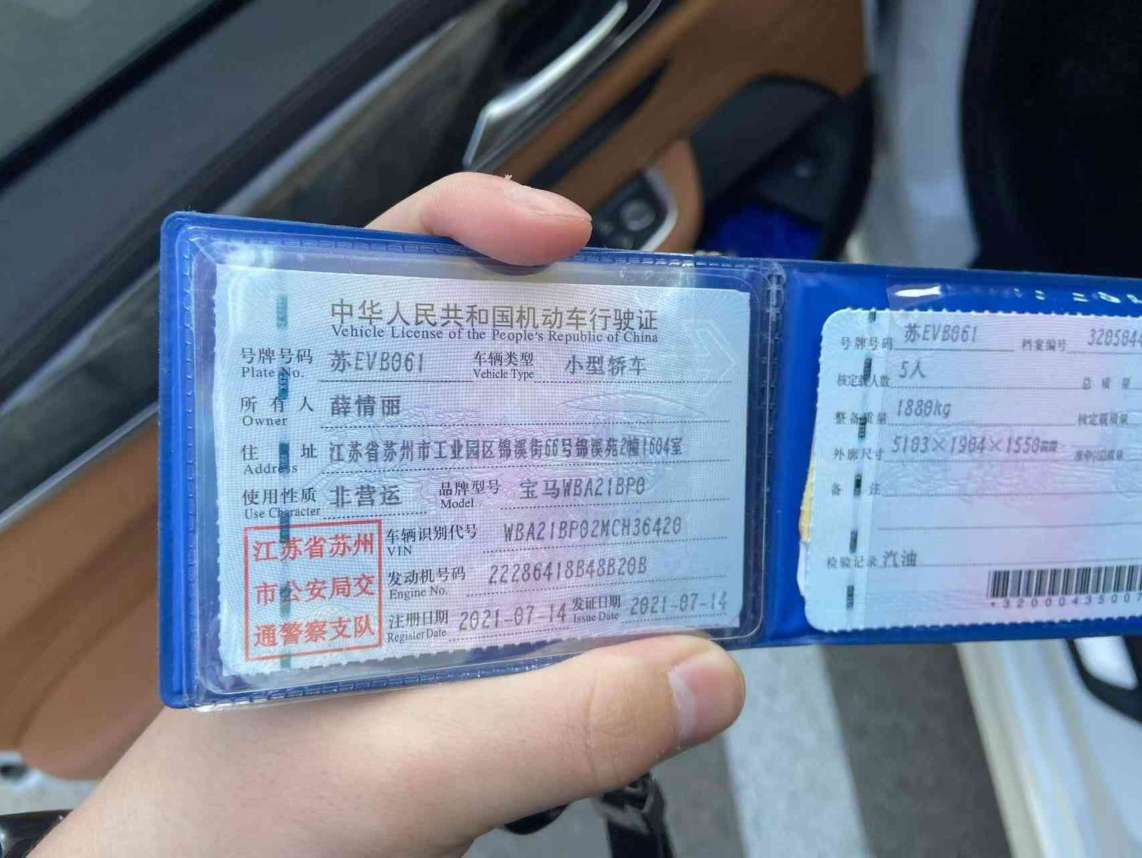 中华人民共和国机动车行驶证
Vehicle License of the People's Republic of China
号牌号码 苏EVB061 车辆类型 小型轿车
Plate No. Vehicle Type
所有人 薛情丽
Owner
住址 江苏省苏州市工业园区锦溪街66号锦溪苑2幢1604室
Address
使用性质 非营运 品牌型号 宝马WBA21BP0
Use Character Model
江苏省苏州
市公安局交
通警察支队
车辆识别代号 WBA21BP02MCH36420
VIN
发动机号码 22286418B48B20B
Engine No.
注册日期 2021-07-14 发证日期 2021-07-14
Register Date Issue Date
号牌号码 苏EVB061 档案编号 3205844
核定载人数 5人 总质量
整备质量 1880kg 核定载质量
外廓尺寸 5103×1904×1550mm
备注
检验记录 汽油
*32000435007